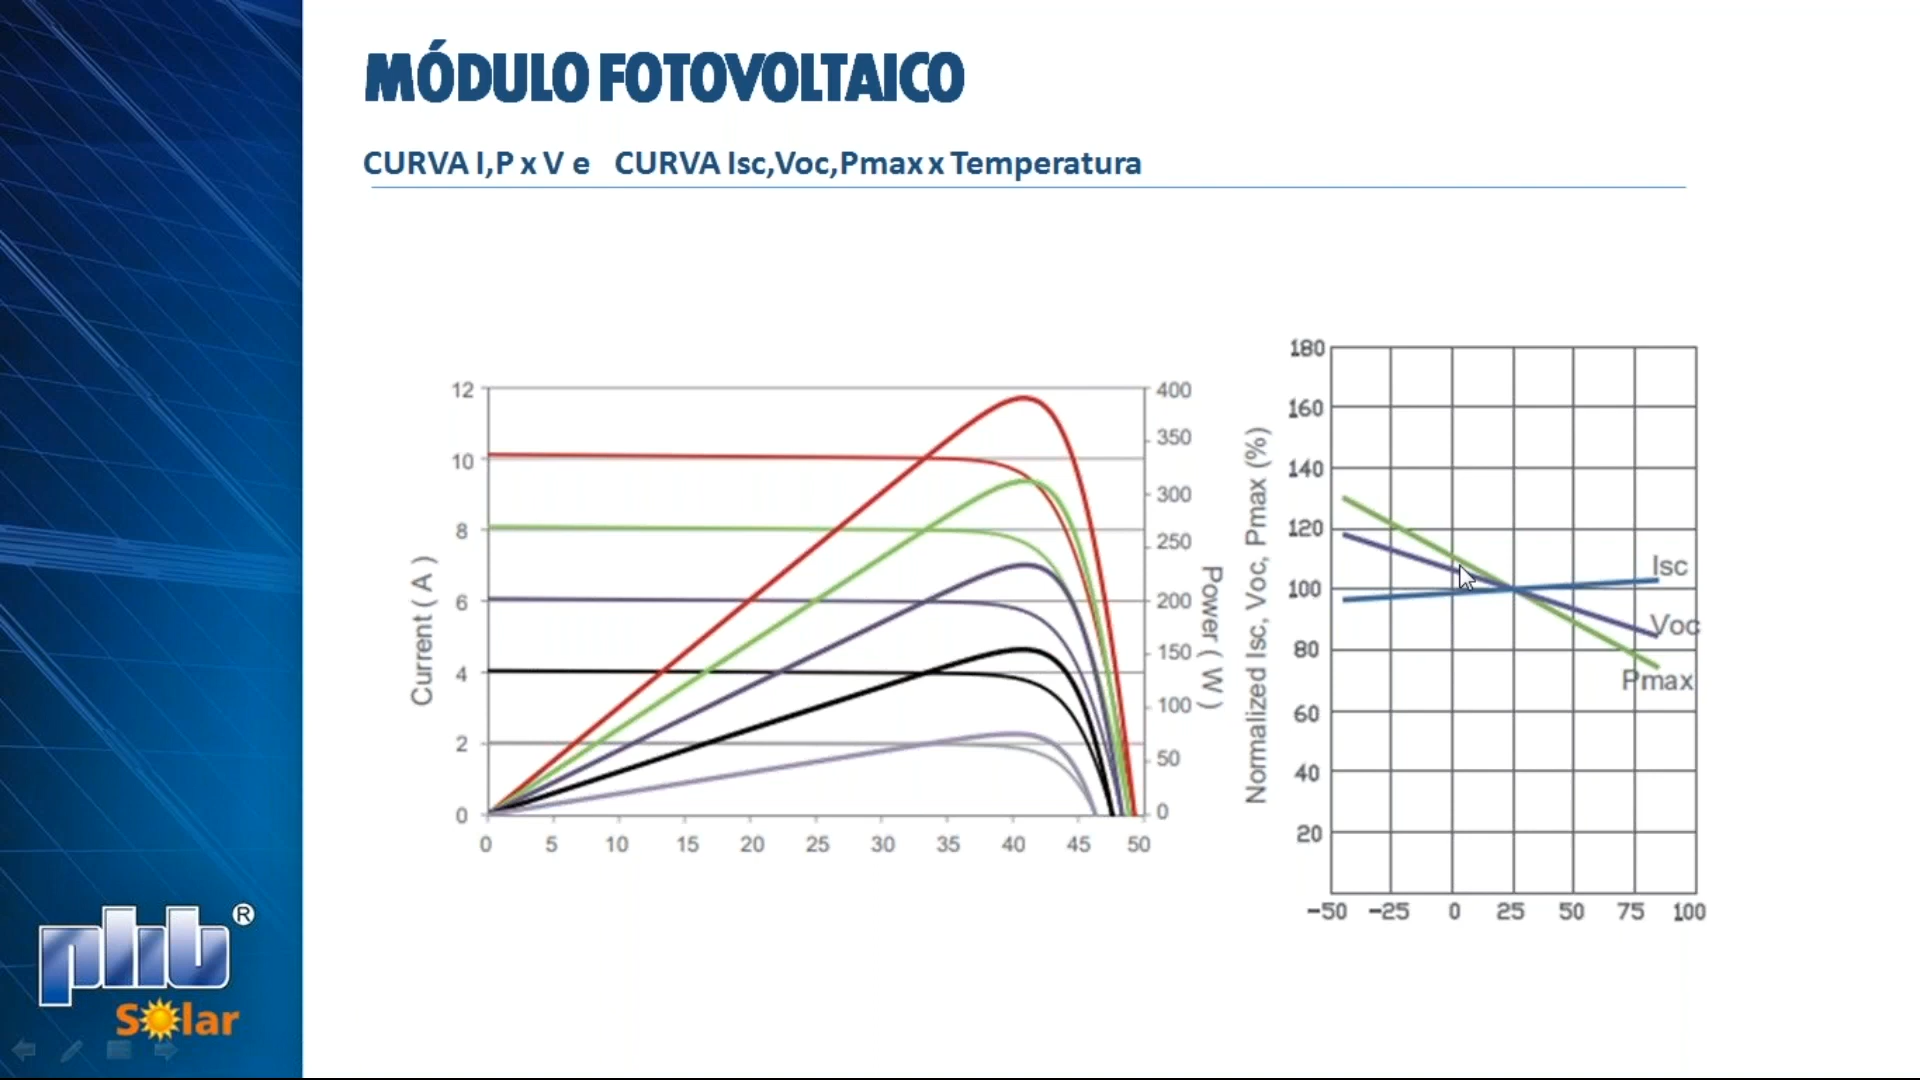 MÓDULO FOTOVOLTAICO
CURVA I,P x V e CURVA Isc,Voc,Pmax x Temperatura
Current ( A )
12
10
8
6
4
2
0
0 5 10 15 20 25 30 35 40 45 50
400
350
300
250
200
150
100
50
0
Power ( W )
Normalized Isc, Voc, Pmax (%)
180
160
140
120
100
80
60
40
20
-50 -25 0 25 50 75 100
Isc
Voc
Pmax
phb®
Solar